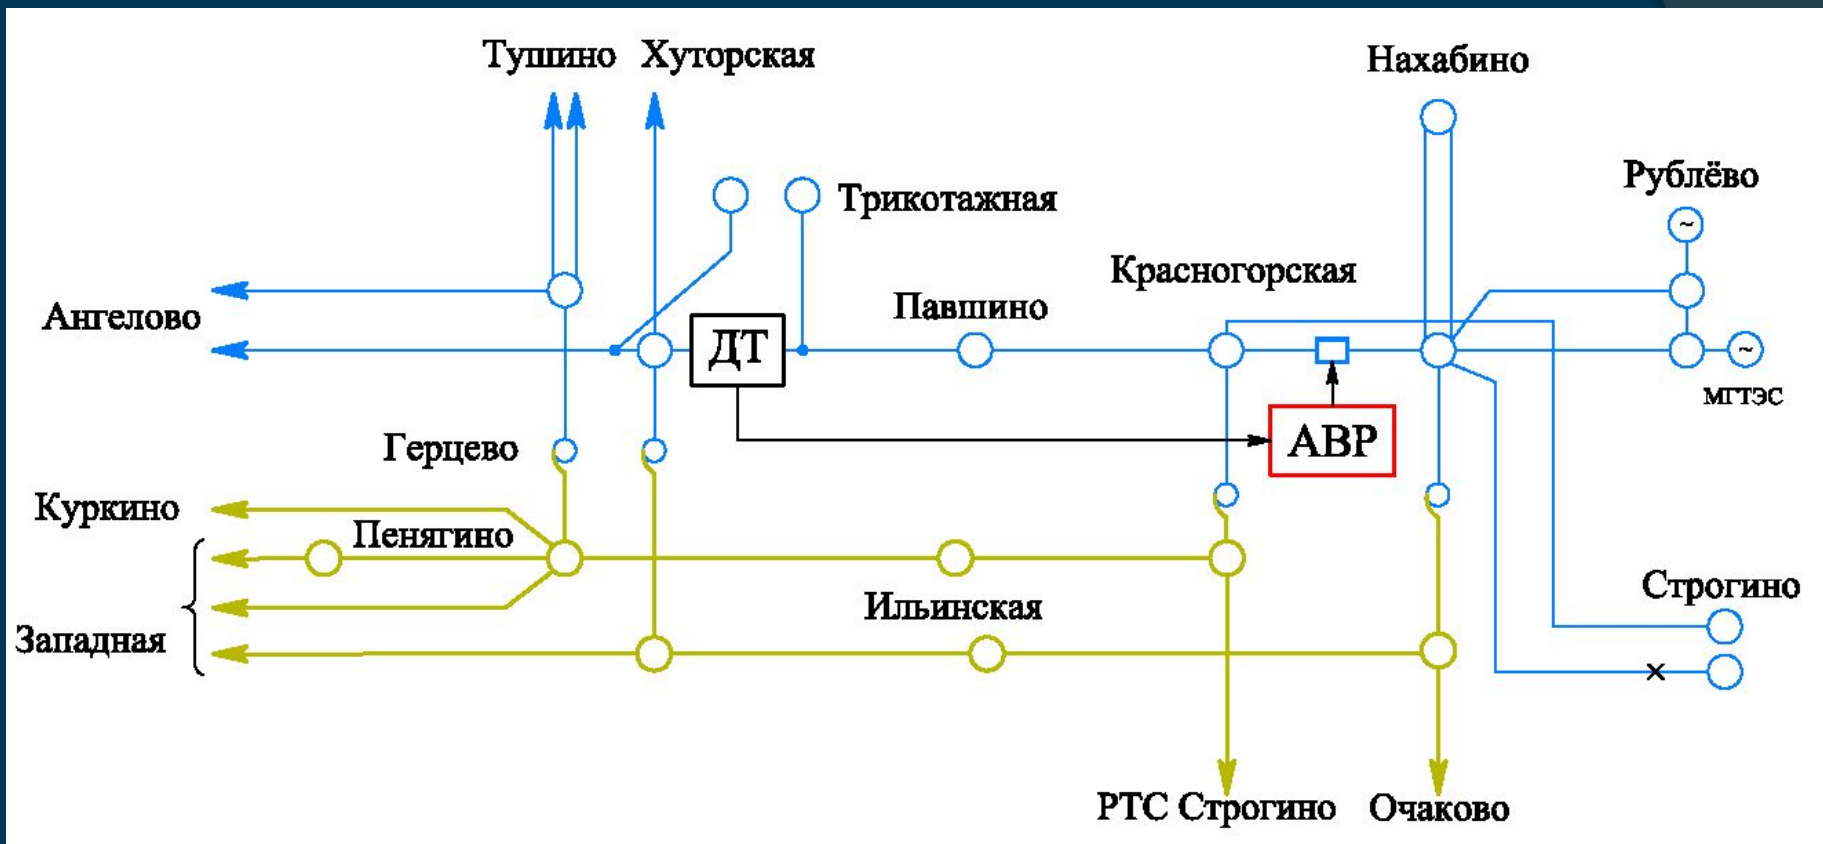 Тушино Хуторская
Нахабино
Рублёво
Трикотажная
Красногорская
Павшино
Ангелово
ДТ
мгтэс
АВР
Герцево
Куркино
Пенягино
Строгино
Ильинская
Западная
РТС Строгино Очаково